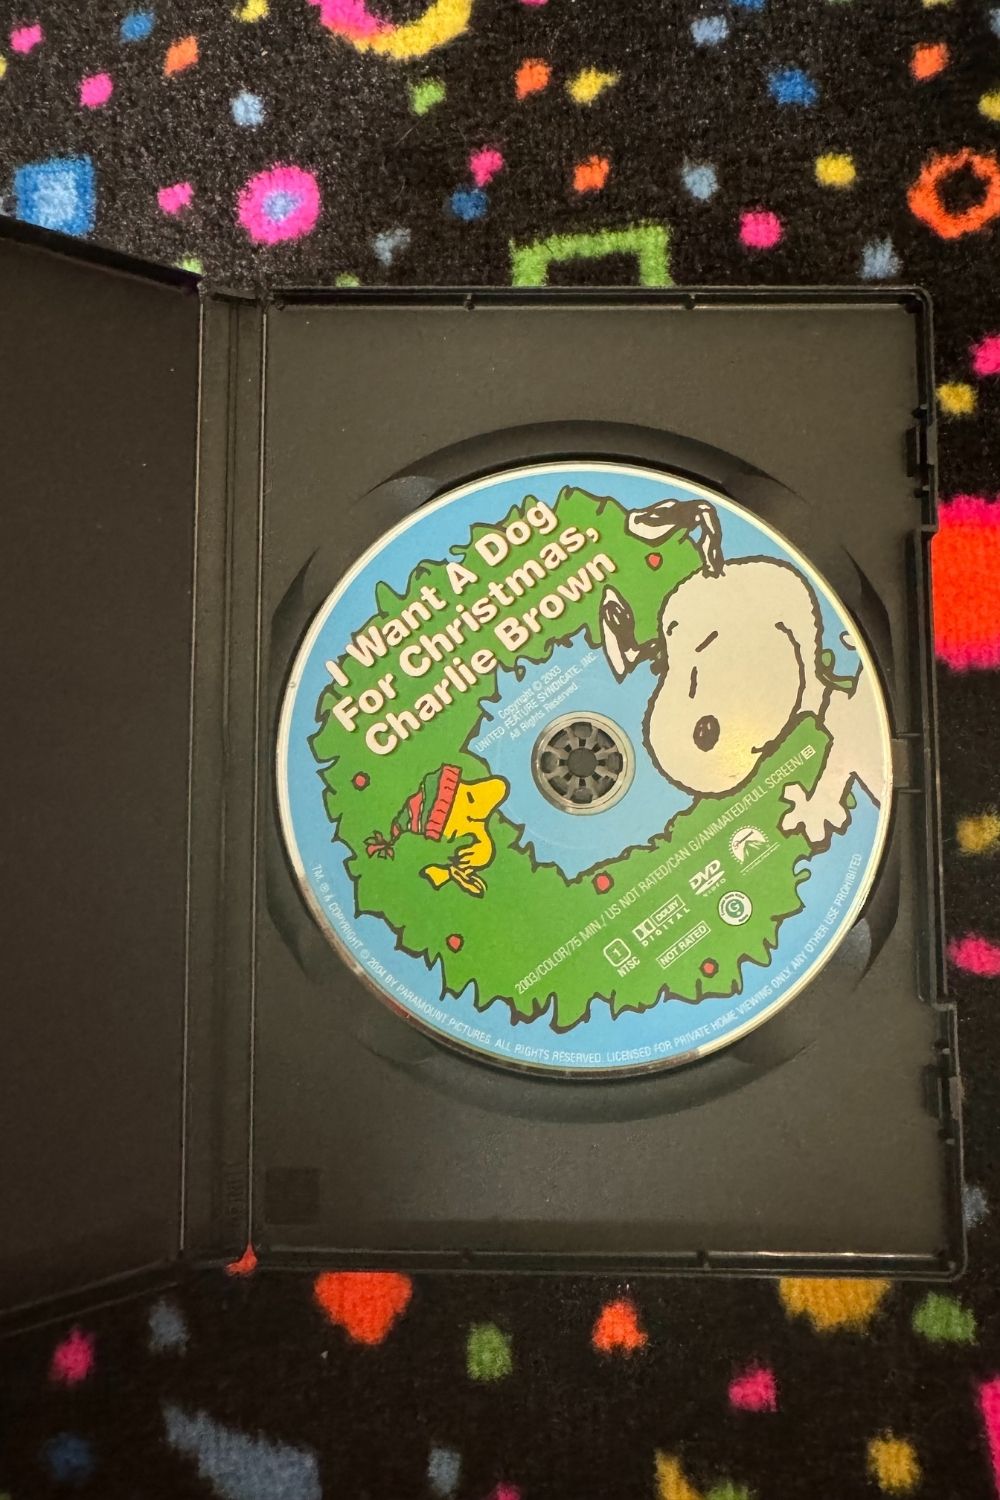 I Want A Dog
For Christmas,
Charlie Brown
Copyright © 2003
UNITED FEATURE SYNDICATE, INC.
All Rights Reserved
2003/COLOR/75 MIN/US NOT RATED/CAN G/ANIMATED/FULL SCREEN/
1
NTSC
DOLBY
DIGITAL
DVD
VIDEO
NOT RATED
G
TM, ® & COPYRIGHT © 2004 BY PARAMOUNT PICTURES. ALL RIGHTS RESERVED. LICENSED FOR PRIVATE HOME VIEWING ONLY. ANY OTHER USE PROHIBITED